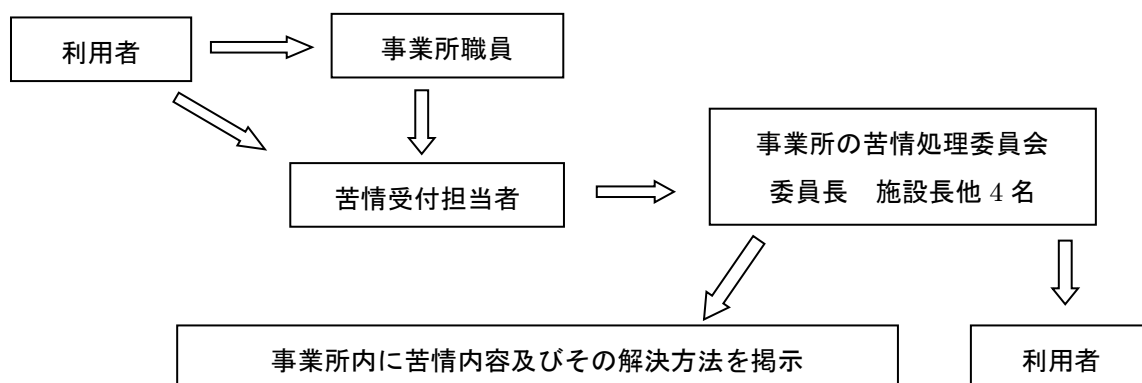 利用者
事業所職員
苦情受付担当者
事業所の苦情処理委員会
委員長　施設長他 4 名
事業所内に苦情内容及びその解決方法を掲示
利用者